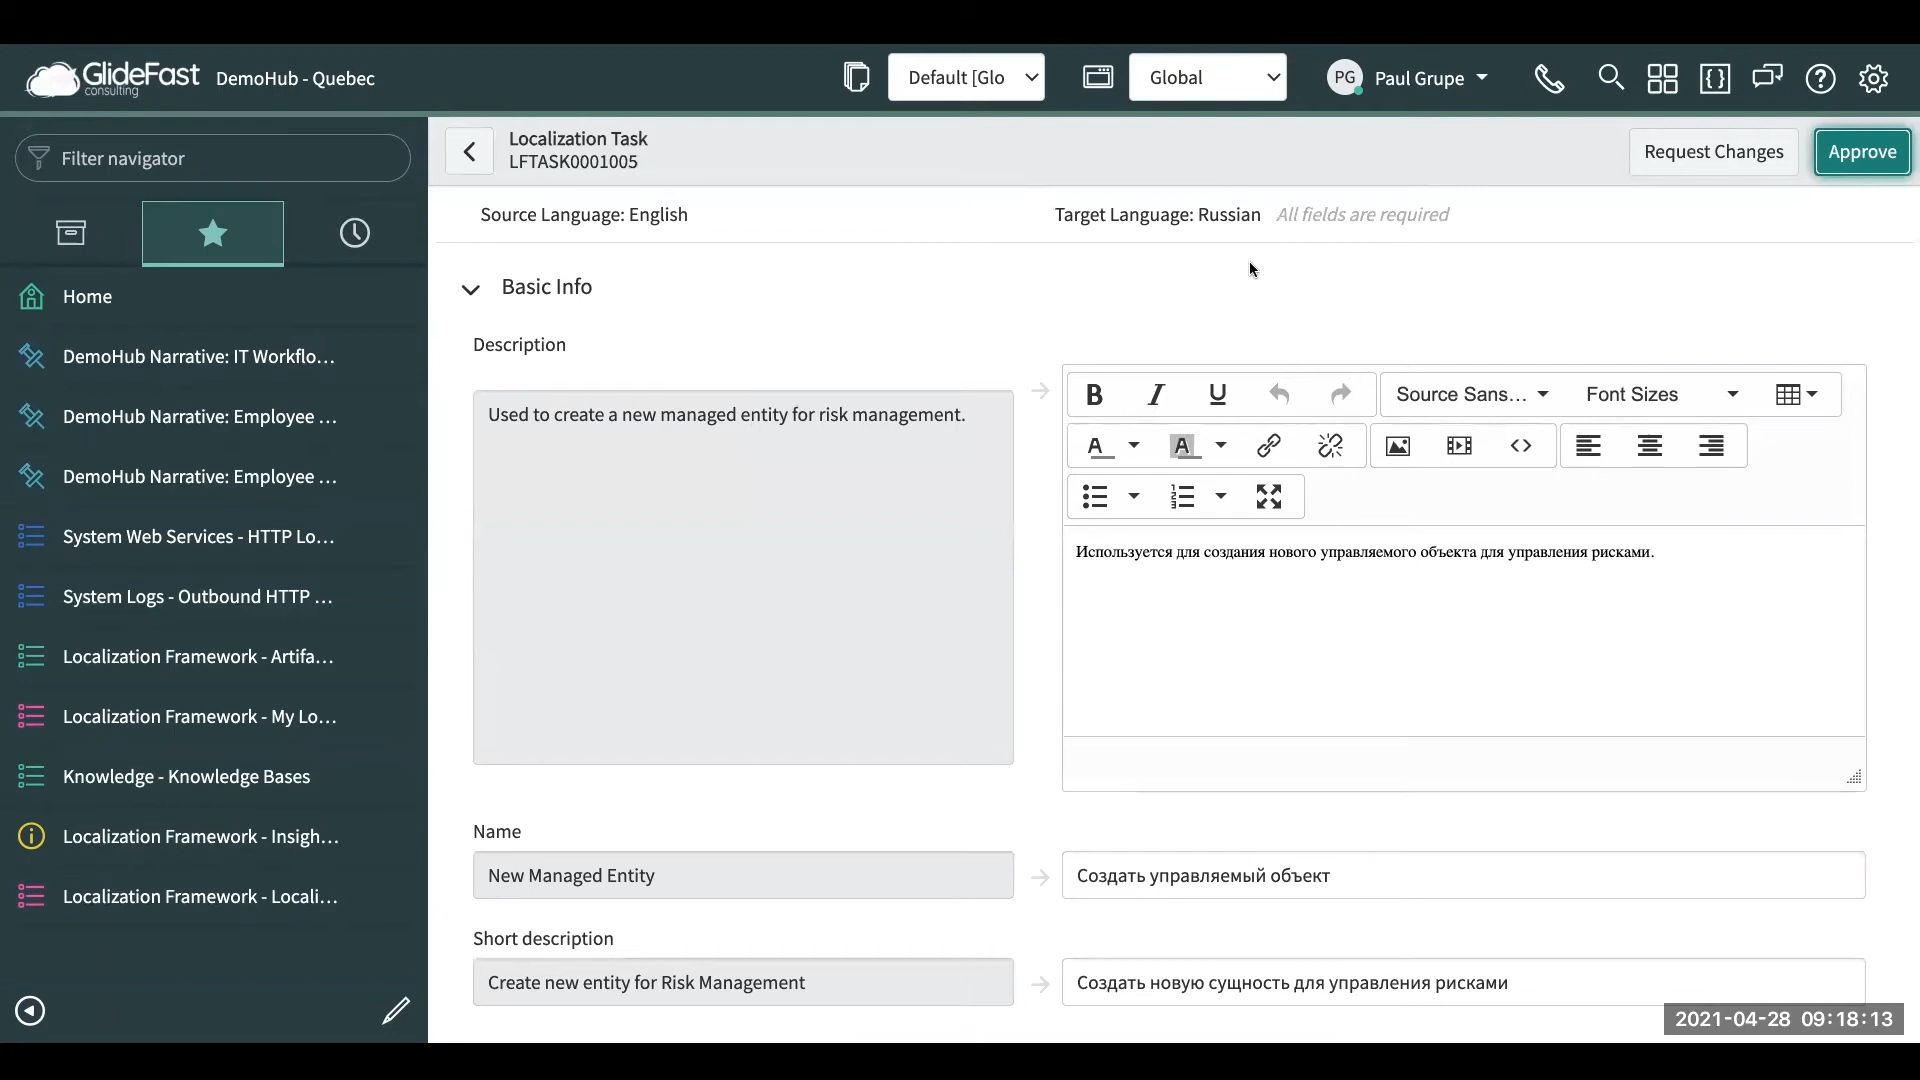 GlideFast
consulting
DemoHub - Quebec
Default [Glo
Global
PG
Paul Grupe
Filter navigator
Localization Task
LFTASK0001005
Request Changes
Approve
Source Language: English
Target Language: Russian All fields are required
Home
DemoHub Narrative: IT Workflo...
DemoHub Narrative: Employee ...
DemoHub Narrative: Employee ...
System Web Services - HTTP Lo...
System Logs - Outbound HTTP ...
Localization Framework - Artifa...
Localization Framework - My Lo...
Knowledge - Knowledge Bases
Localization Framework - Insigh...
Localization Framework - Locali...
Basic Info
Description
Used to create a new managed entity for risk management.
B I U
Source Sans...
Font Sizes
A
A
Используется для создания нового управляемого объекта для управления рисками.
Name
New Managed Entity
Создать управляемый объект
Short description
Create new entity for Risk Management
Создать новую сущность для управления рисками
2021-04-28 09:18:13